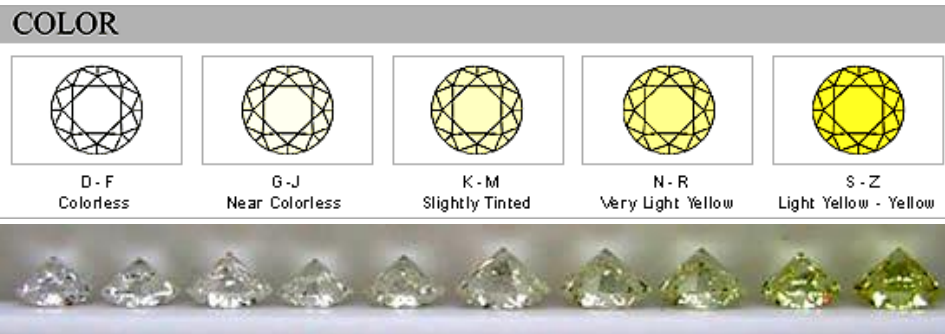 COLOR
D - F
Colorless
G -J
Near Colorless
K - M
Slightly Tinted
N - R
Very Light Yellow
S - Z
Light Yellow - Yellow